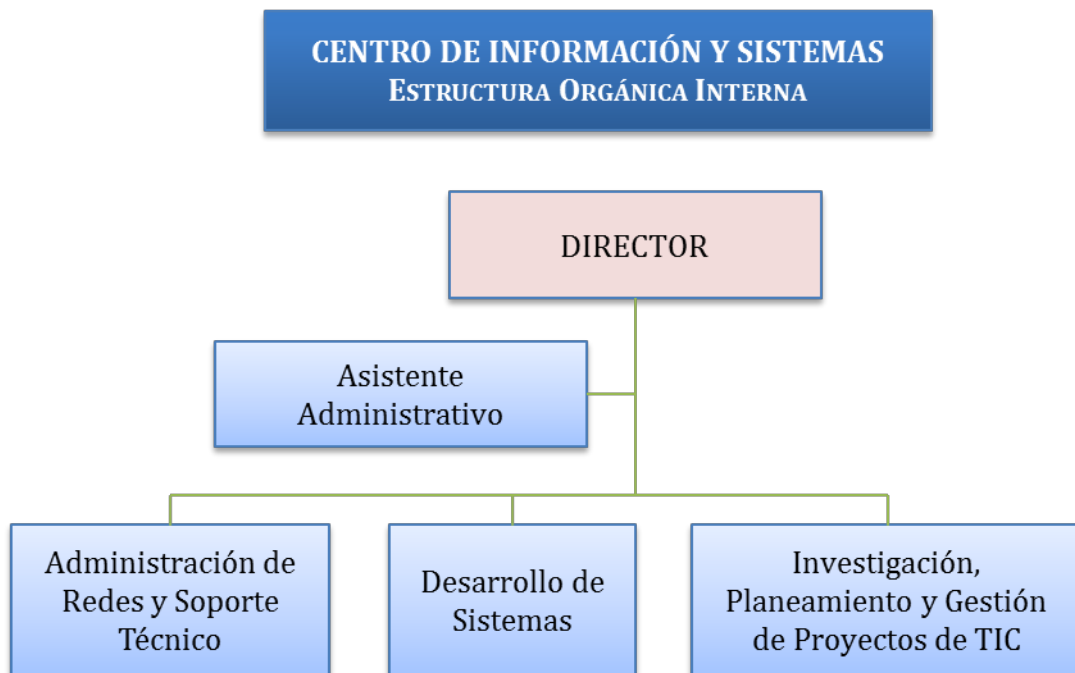 CENTRO DE INFORMACIÓN Y SISTEMAS
ESTRUCTURA ORGÁNICA INTERNA
DIRECTOR
Asistente
Administrativo
Administración de
Redes y Soporte
Técnico
Desarrollo de
Sistemas
Investigación,
Planeamiento y Gestión
de Proyectos de TIC